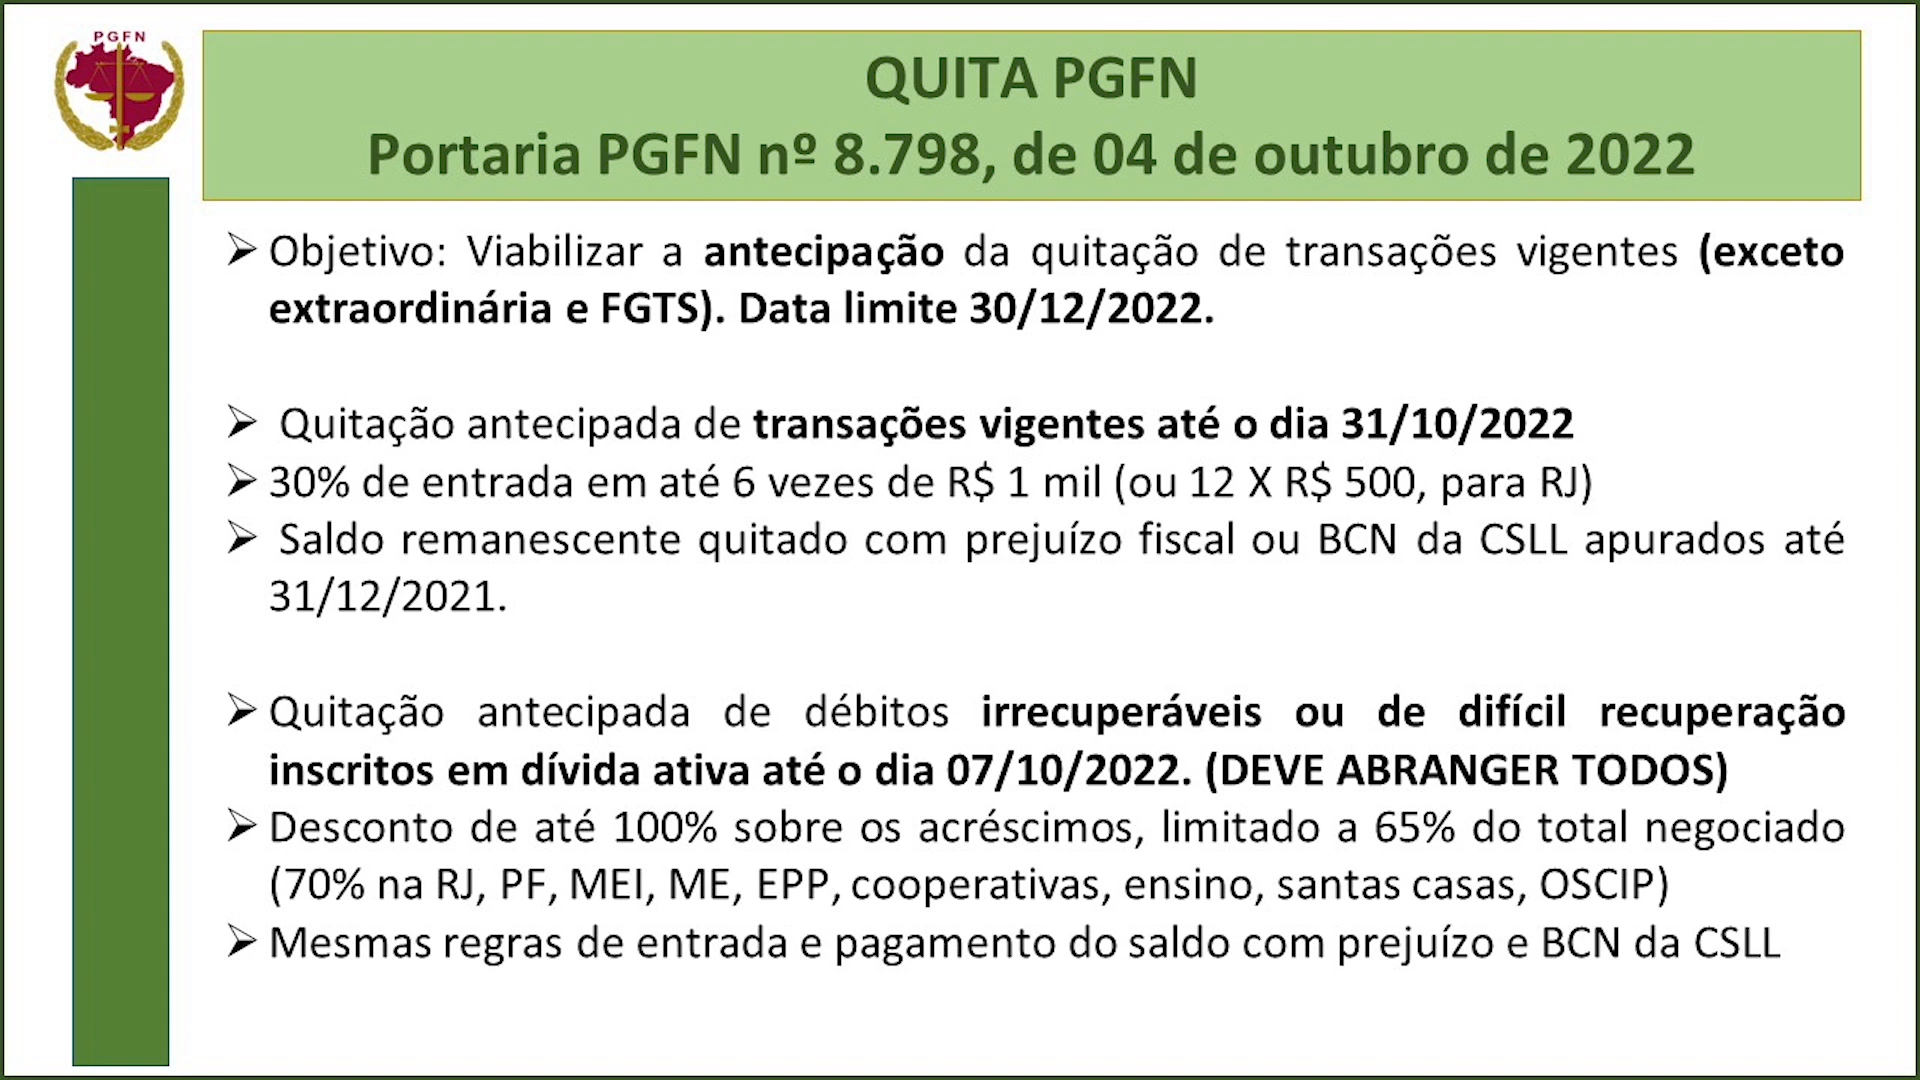 PGFN
QUITA PGFN
Portaria PGFN nº 8.798, de 04 de outubro de 2022
Objetivo: Viabilizar a antecipação da quitação de transações vigentes (exceto
extraordinária e FGTS). Data limite 30/12/2022.
Quitação antecipada de transações vigentes até o dia 31/10/2022
30% de entrada em até 6 vezes de R$ 1 mil (ou 12 X R$ 500, para RJ)
Saldo remanescente quitado com prejuízo fiscal ou BCN da CSLL apurados até
31/12/2021.
Quitação antecipada de débitos irrecuperáveis ou de difícil recuperação
inscritos em dívida ativa até o dia 07/10/2022. (DEVE ABRANGER TODOS)
Desconto de até 100% sobre os acréscimos, limitado a 65% do total negociado
(70% na RJ, PF, MEI, ME, EPP, cooperativas, ensino, santas casas, OSCIP)
Mesmas regras de entrada e pagamento do saldo com prejuízo e BCN da CSLL